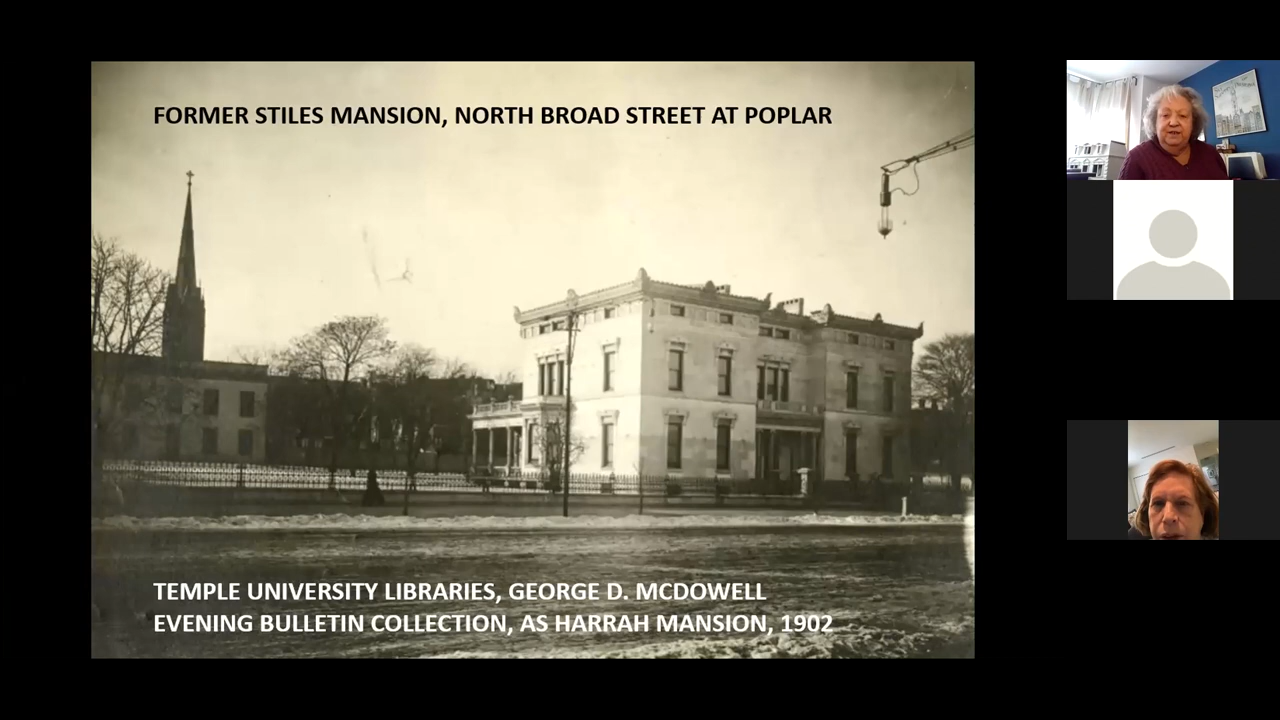 FORMER STILES MANSION, NORTH BROAD STREET AT POPLAR
TEMPLE UNIVERSITY LIBRARIES, GEORGE D. MCDOWELL
EVENING BULLETIN COLLECTION, AS HARRAH MANSION, 1902